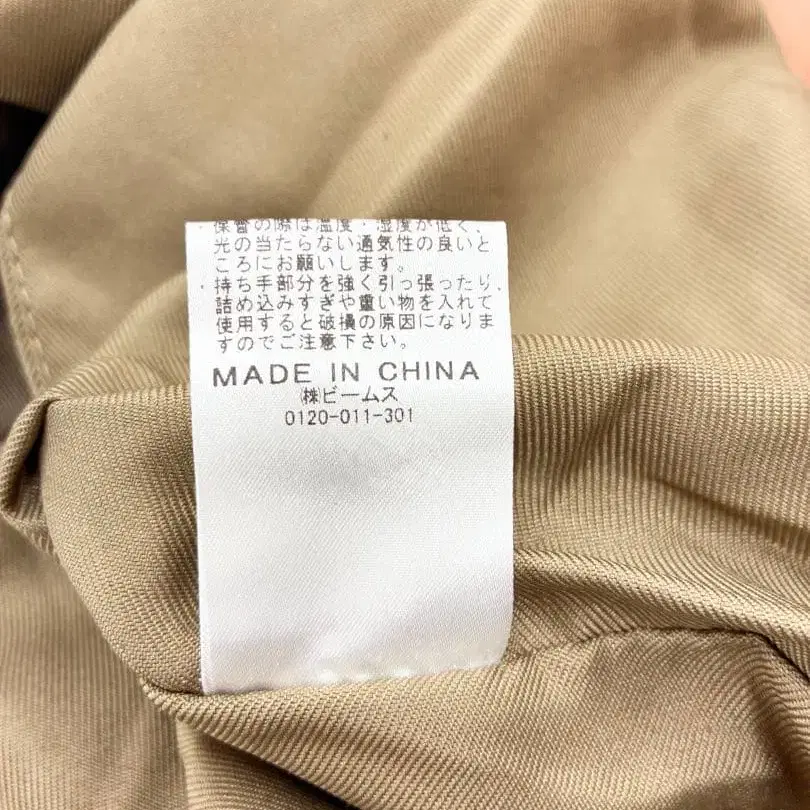 ・保管の際は温度・湿度が低く、
光の当たらない通気性の良いと
ころにお願いします。
・持ち手部分を強く引っ張ったり、
詰め込みすぎや重い物を入れて
使用すると破損の原因になりま
すのでご注意下さい。
MADE IN CHINA
㈱ビームス
0120-011-301